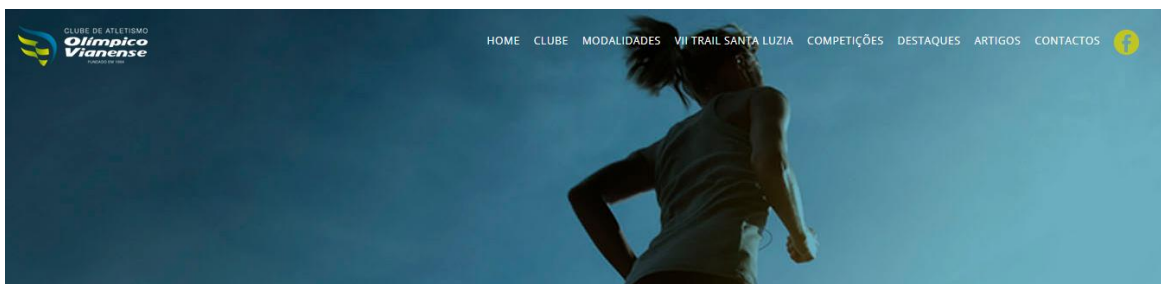 CLUBE DE ATLETISMO
Olímpico
Vianense
HOME CLUBE MODALIDADES VII TRAIL SANTA LUZIA COMPETIÇÕES DESTAQUES ARTIGOS CONTACTOS f